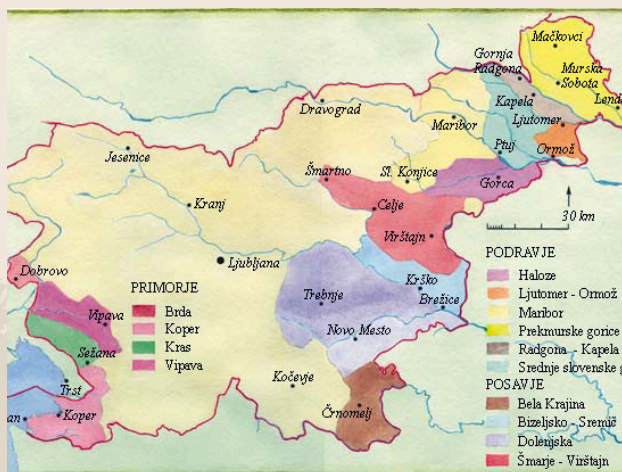 Mačkovci
Gornja
Radgona
Murska
Sobota
Kapela
Lend
Dravograd
Maribor
Ljutomer
Ptuj
Ormož
Jesenice
Šmartno
Sl. Konjice
Gorca
Kranj
Celje
30 km
Virštajn
Ljubljana
PODRAVJE
Haloze
Ljutomer - Ormož
Maribor
Prekmurske gorice
Radgona - Kapela
Srednje slovenske g
POSAVJE
Bela Krajina
Bizeljsko - Sremič
Dolenjska
Šmarje - Virštajn
Dobrovo
PRIMORJE
Brda
Koper
Kras
Vipava
Vipava
Krško
Trebnje
Brežice
Novo Mesto
Sežana
Trst
Kočevje
Črnomelj
Koper
an